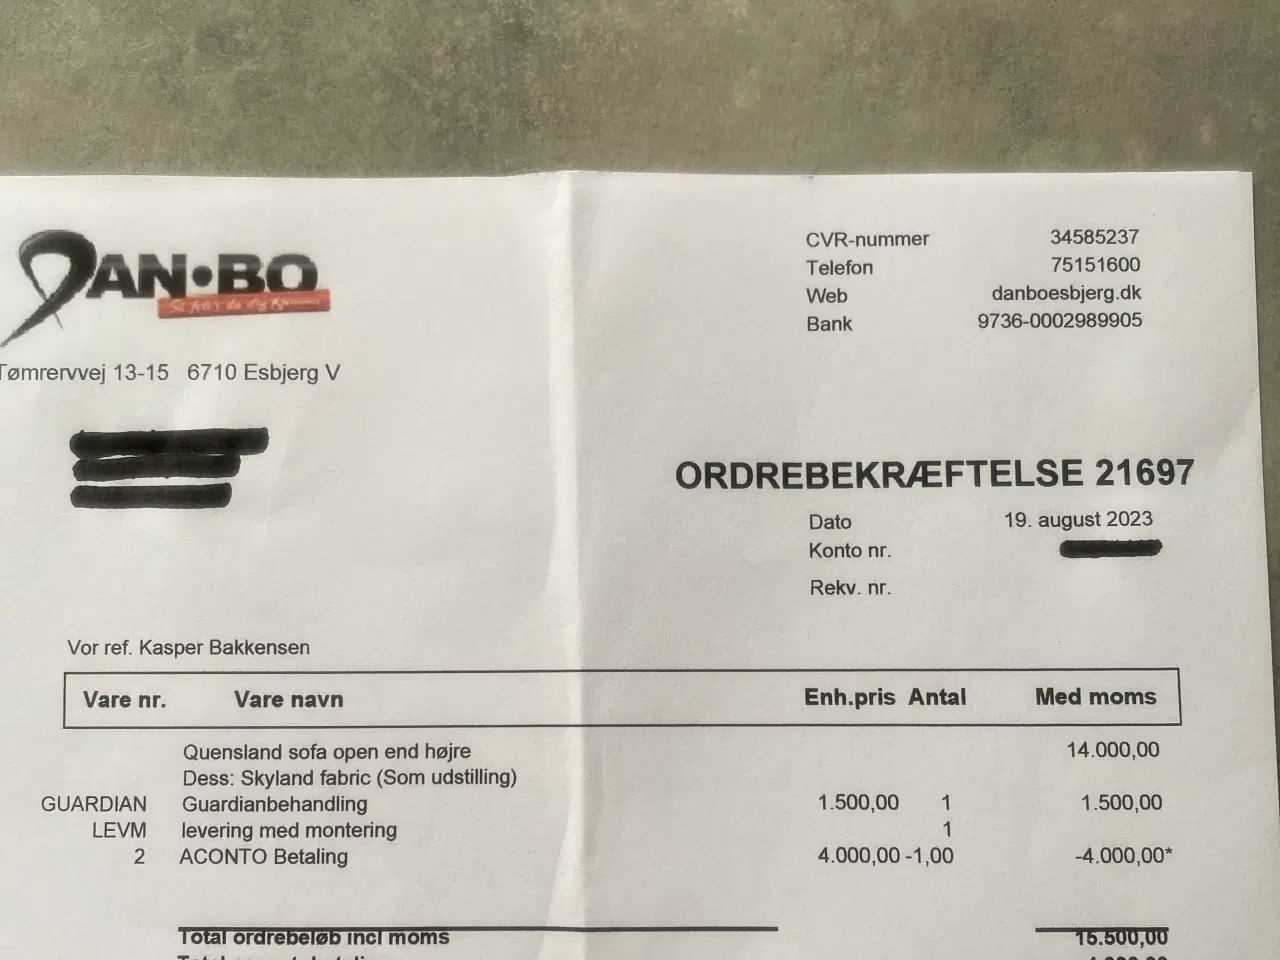 DAN·BO
Tømrervvej 13-15 6710 Esbjerg V
CVR-nummer 34585237
Telefon 75151600
Web danboesbjerg.dk
Bank 9736-0002989905
ORDREBEKRÆFTELSE 21697
Dato 19. august 2023
Konto nr.
Rekv. nr.
Vor ref. Kasper Bakkensen
Vare nr. Vare navn Enh.pris Antal Med moms
Quensland sofa open end højre 14.000,00
Dess: Skyland fabric (Som udstilling)
GUARDIAN Guardianbehandling 1.500,00 1 1.500,00
LEVM levering med montering 1
2 ACONTO Betaling 4.000,00 -1,00 -4.000,00*
Total ordrebeløb incl moms 15.500,00